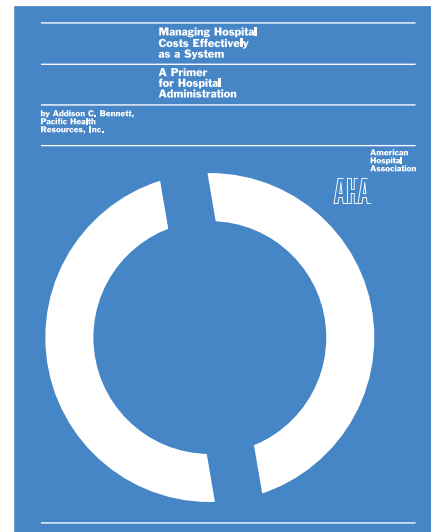 Managing Hospital
Costs Effectively
as a System
A Primer
for Hospital
Administration
by Addison C. Bennett,
Pacific Health
Resources, Inc.
American
Hospital
Association
AHA